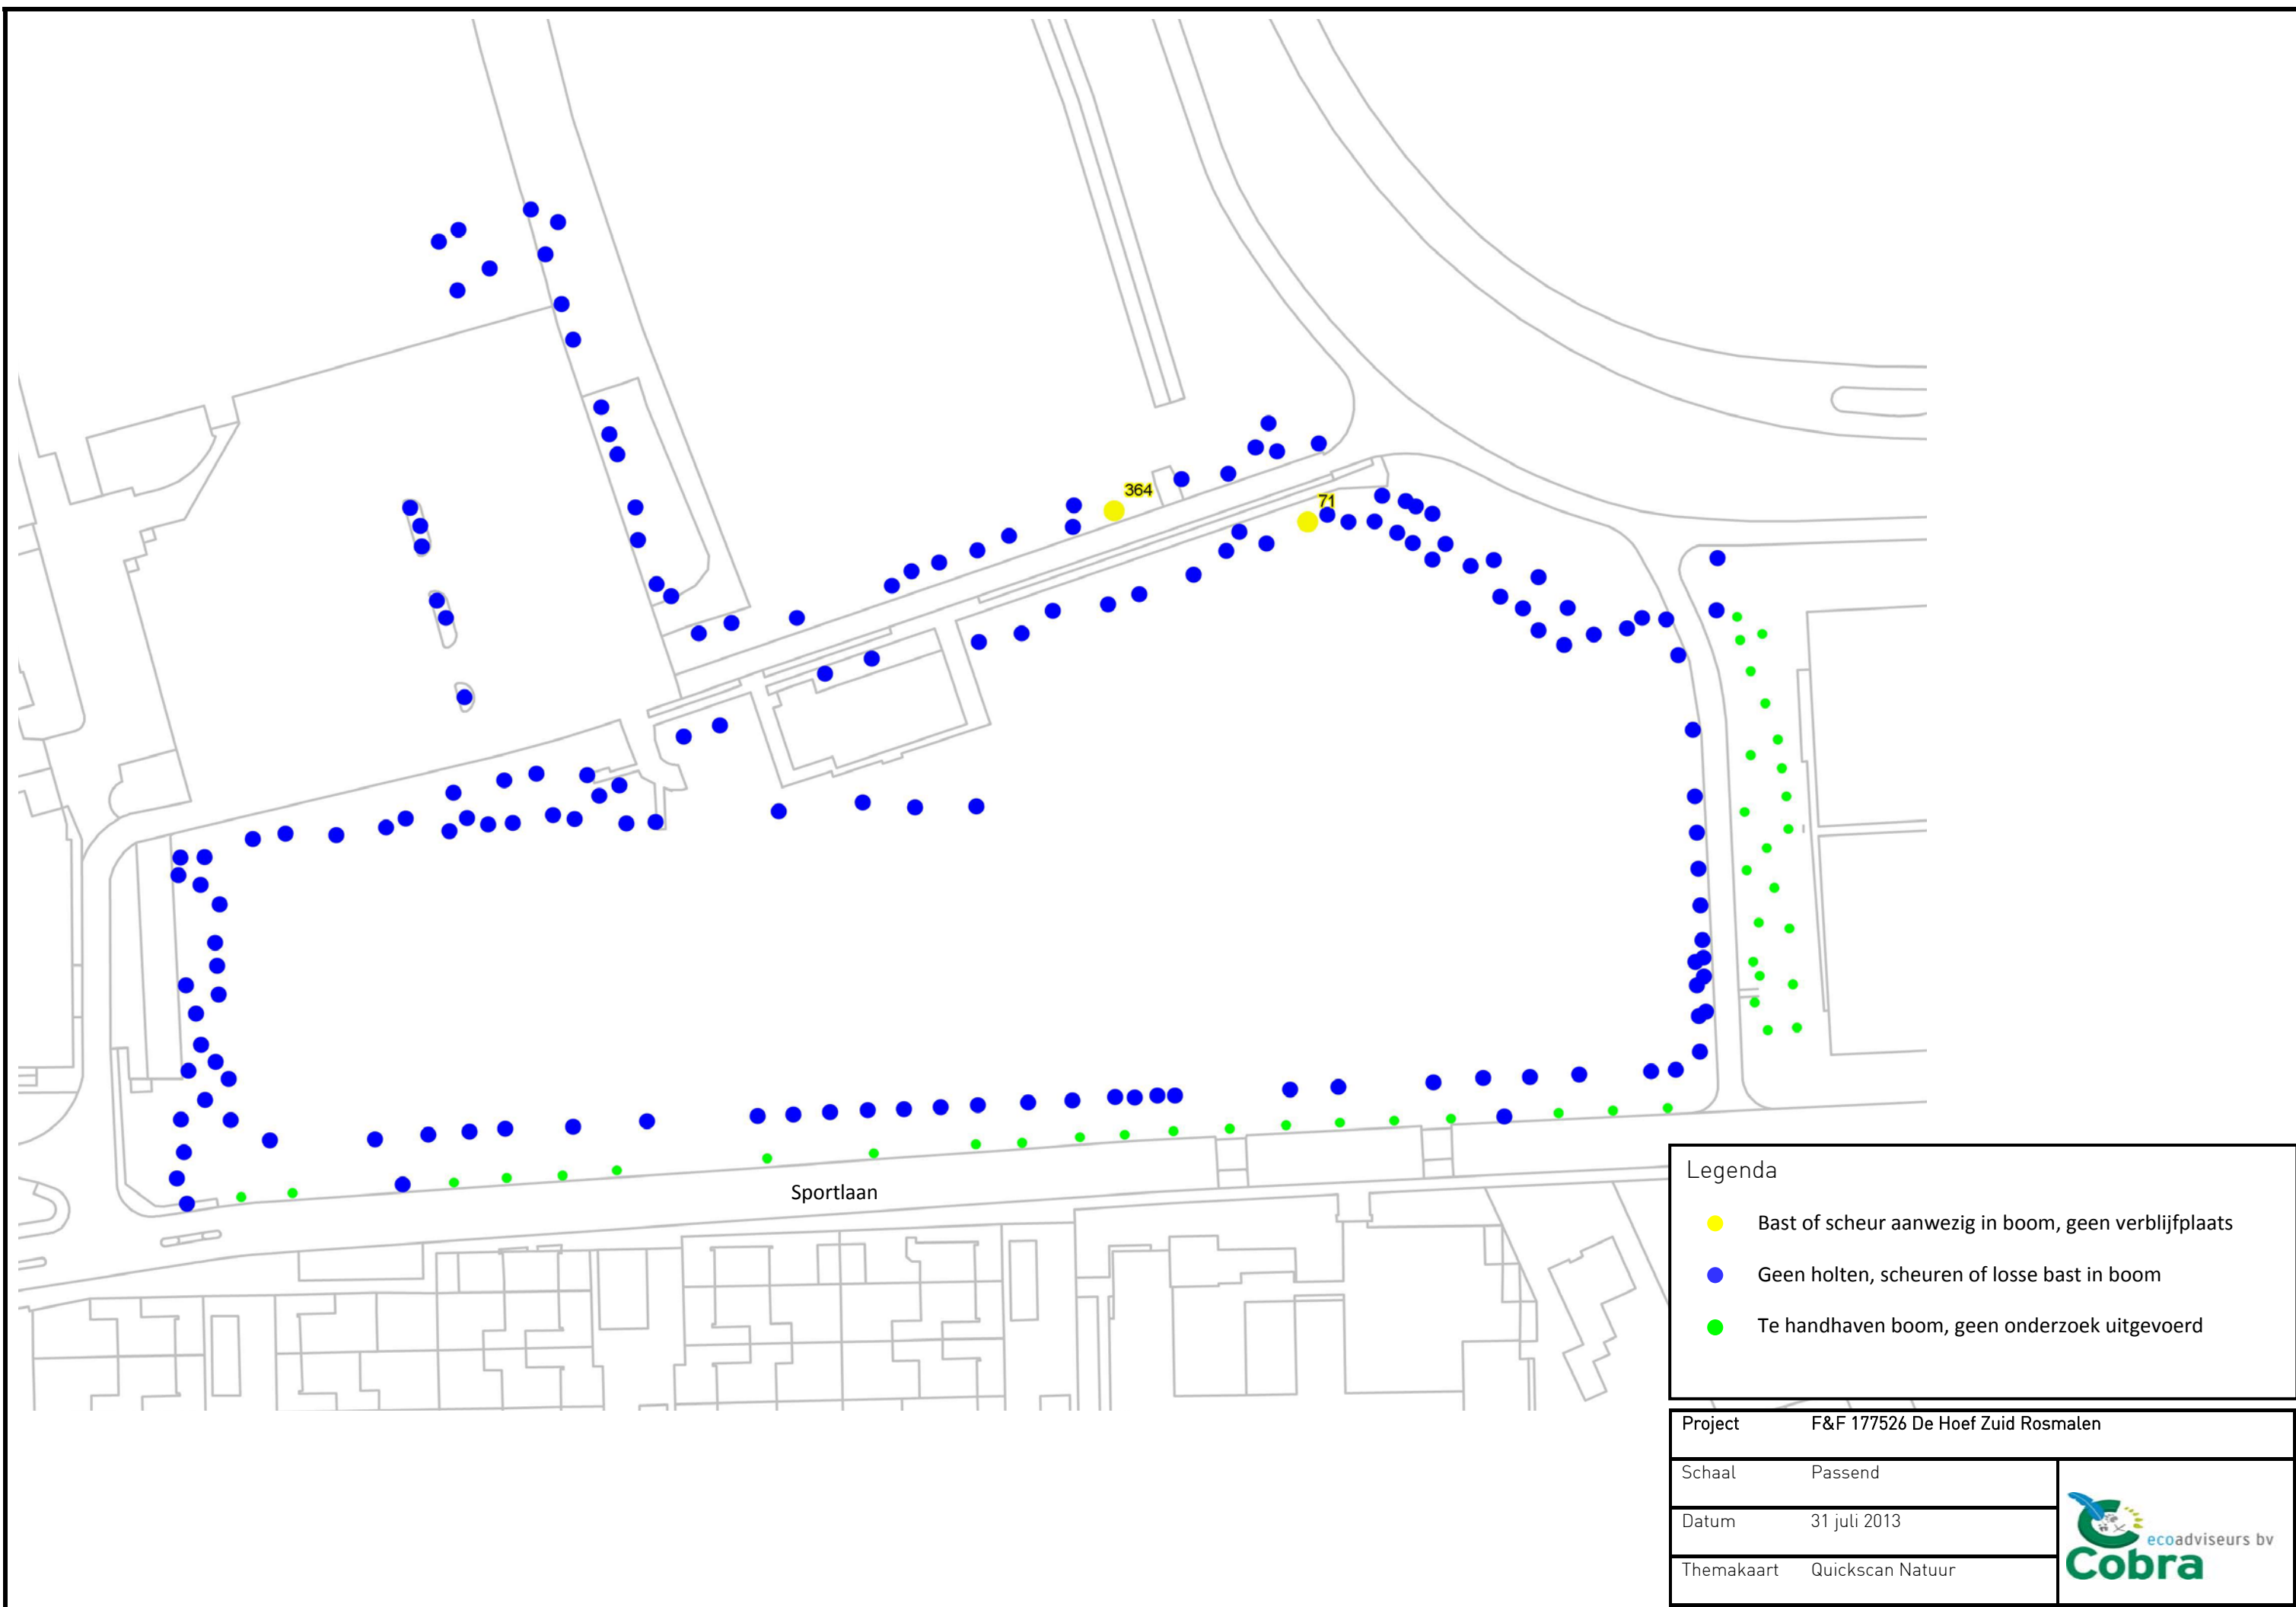 364
71
Sportlaan
Legenda
Bast of scheur aanwezig in boom, geen verblijfplaats
Geen holten, scheuren of losse bast in boom
Te handhaven boom, geen onderzoek uitgevoerd
Project F&F 177526 De Hoef Zuid Rosmalen
Schaal Passend
Datum 31 juli 2013
Themakaart Quickscan Natuur
ecoadviseurs bv
Cobra